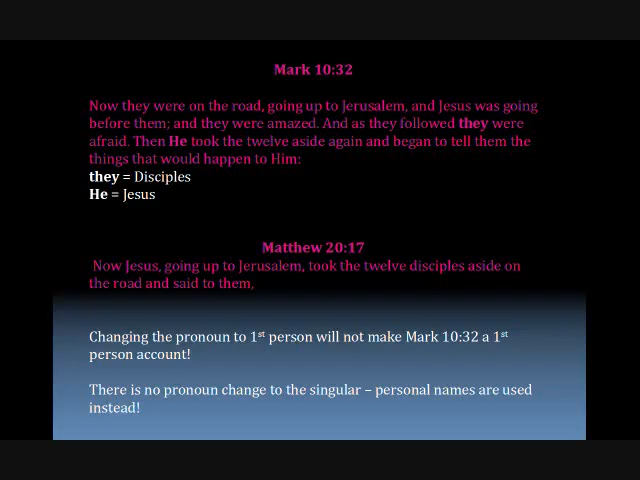 Mark 10:32
Now they were on the road, going up to Jerusalem, and Jesus was going
before them; and they were amazed. And as they followed they were
afraid. Then He took the twelve aside again and began to tell them the
things that would happen to Him:
they = Disciples
He = Jesus
Matthew 20:17
Now Jesus, going up to Jerusalem, took the twelve disciples aside on
the road and said to them,
Changing the pronoun to 1st person will not make Mark 10:32 a 1st
person account!
There is no pronoun change to the singular – personal names are used
instead!